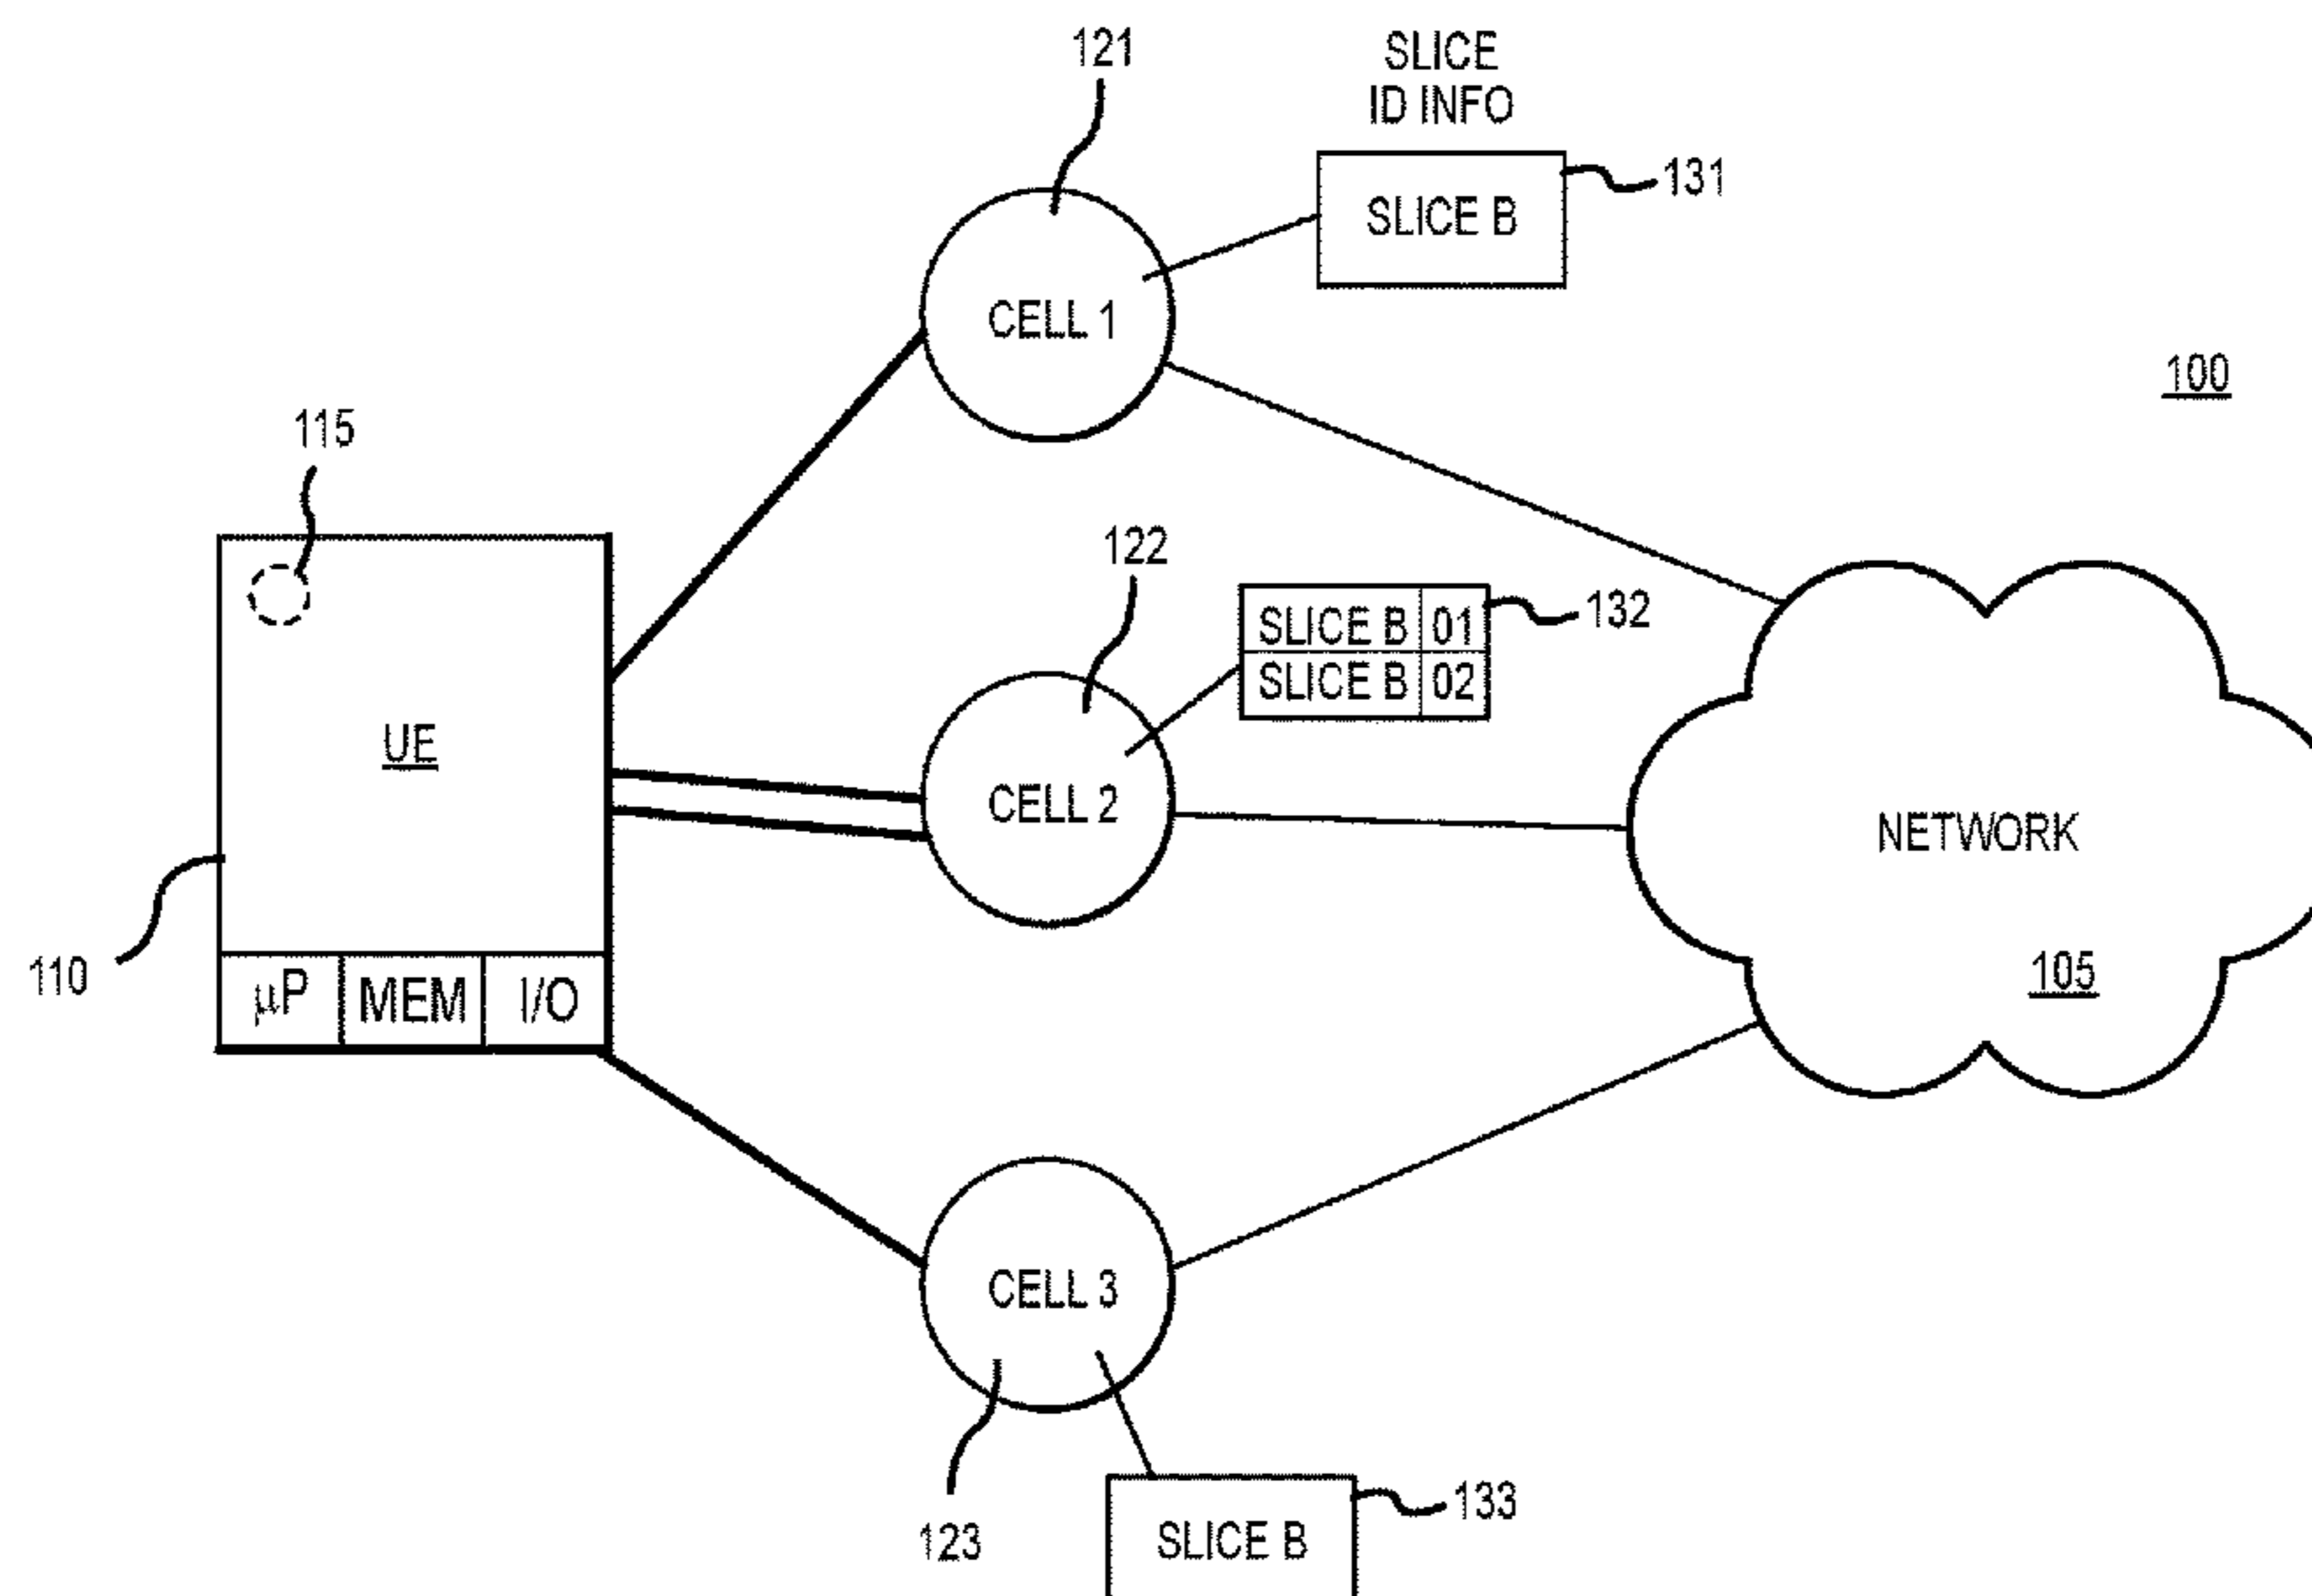 121
SLICE
ID INFO
131
SLICE B
CELL 1
100
115
122
SLICE B 01
132
SLICE B 02
UE
CELL 2
NETWORK
110
105
µP MEM I/O
CELL 3
123
133
SLICE B